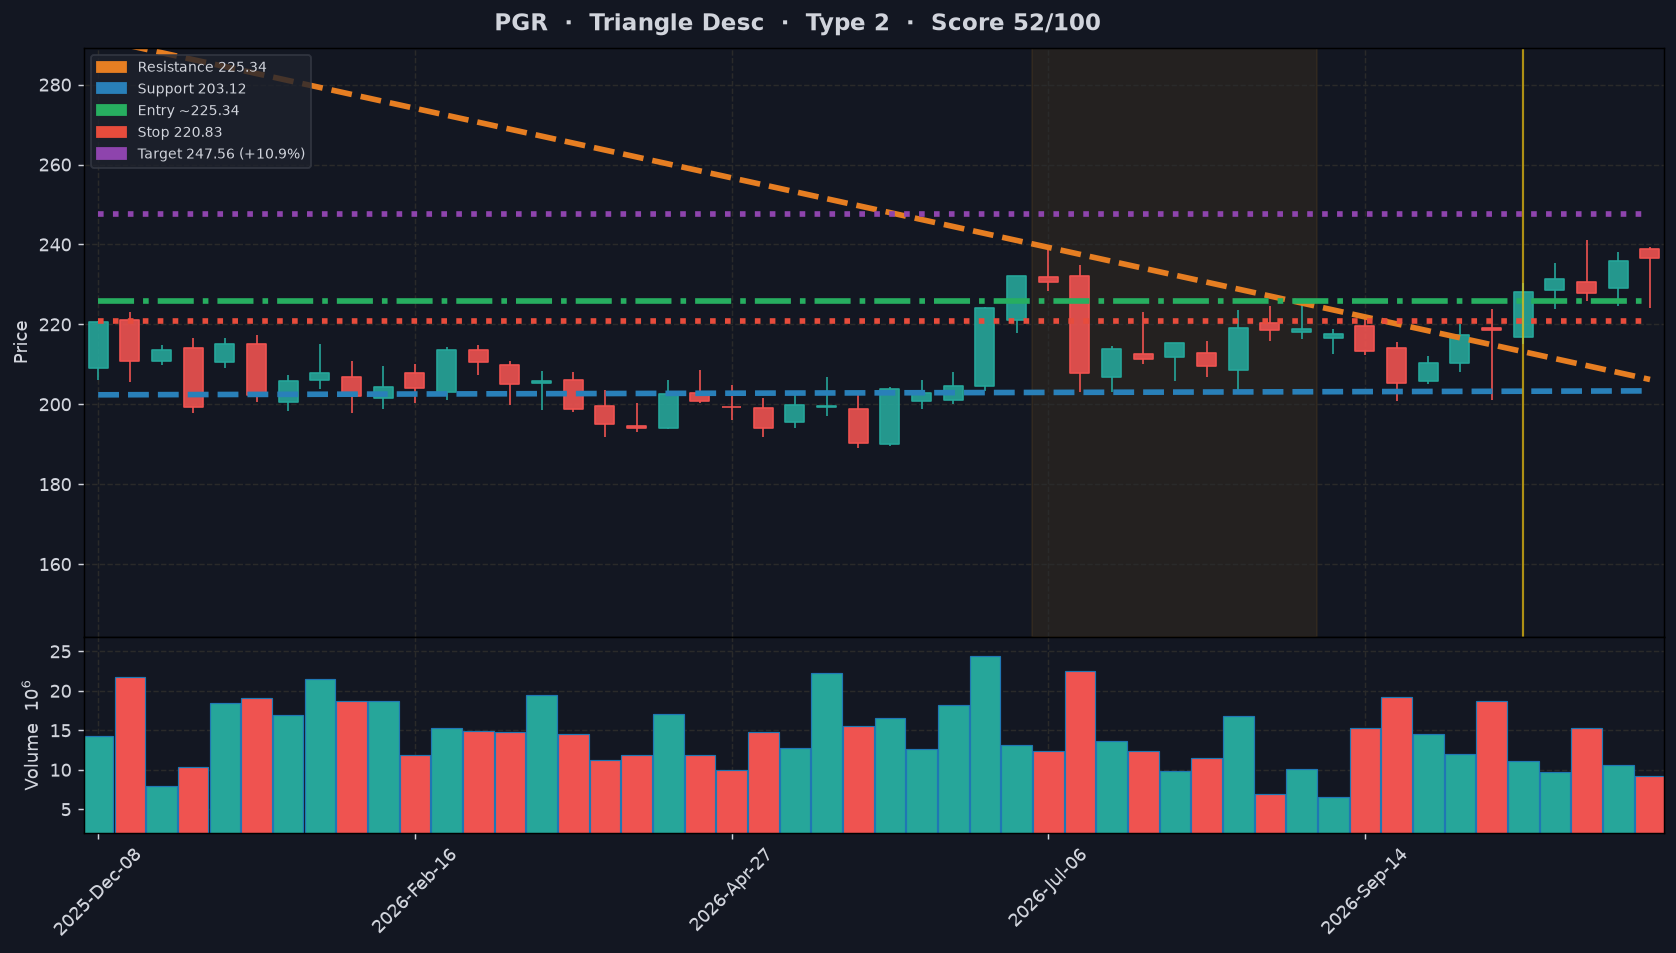 PGR · Triangle Desc · Type 2 · Score 52/100
Resistance 225.34
Support 203.12
Entry ~225.34
Stop 220.83
Target 247.56 (+10.9%)
Price
280
260
240
220
200
180
160
Volume 10⁶
25
20
15
10
5
2025-Dec-08
2026-Feb-16
2026-Apr-27
2026-Jul-06
2026-Sep-14